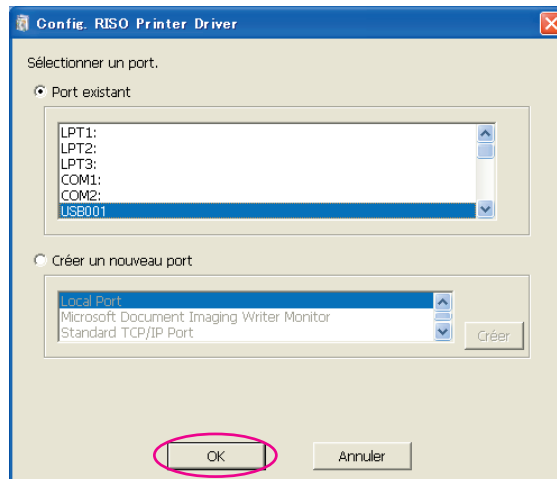 Config. RISO Printer Driver
Sélectionner un port.
Port existant
LPT1:
LPT2:
LPT3:
COM1:
COM2:
USB001
Créer un nouveau port
Local Port
Microsoft Document Imaging Writer Monitor
Standard TCP/IP Port
Créer
OK
Annuler